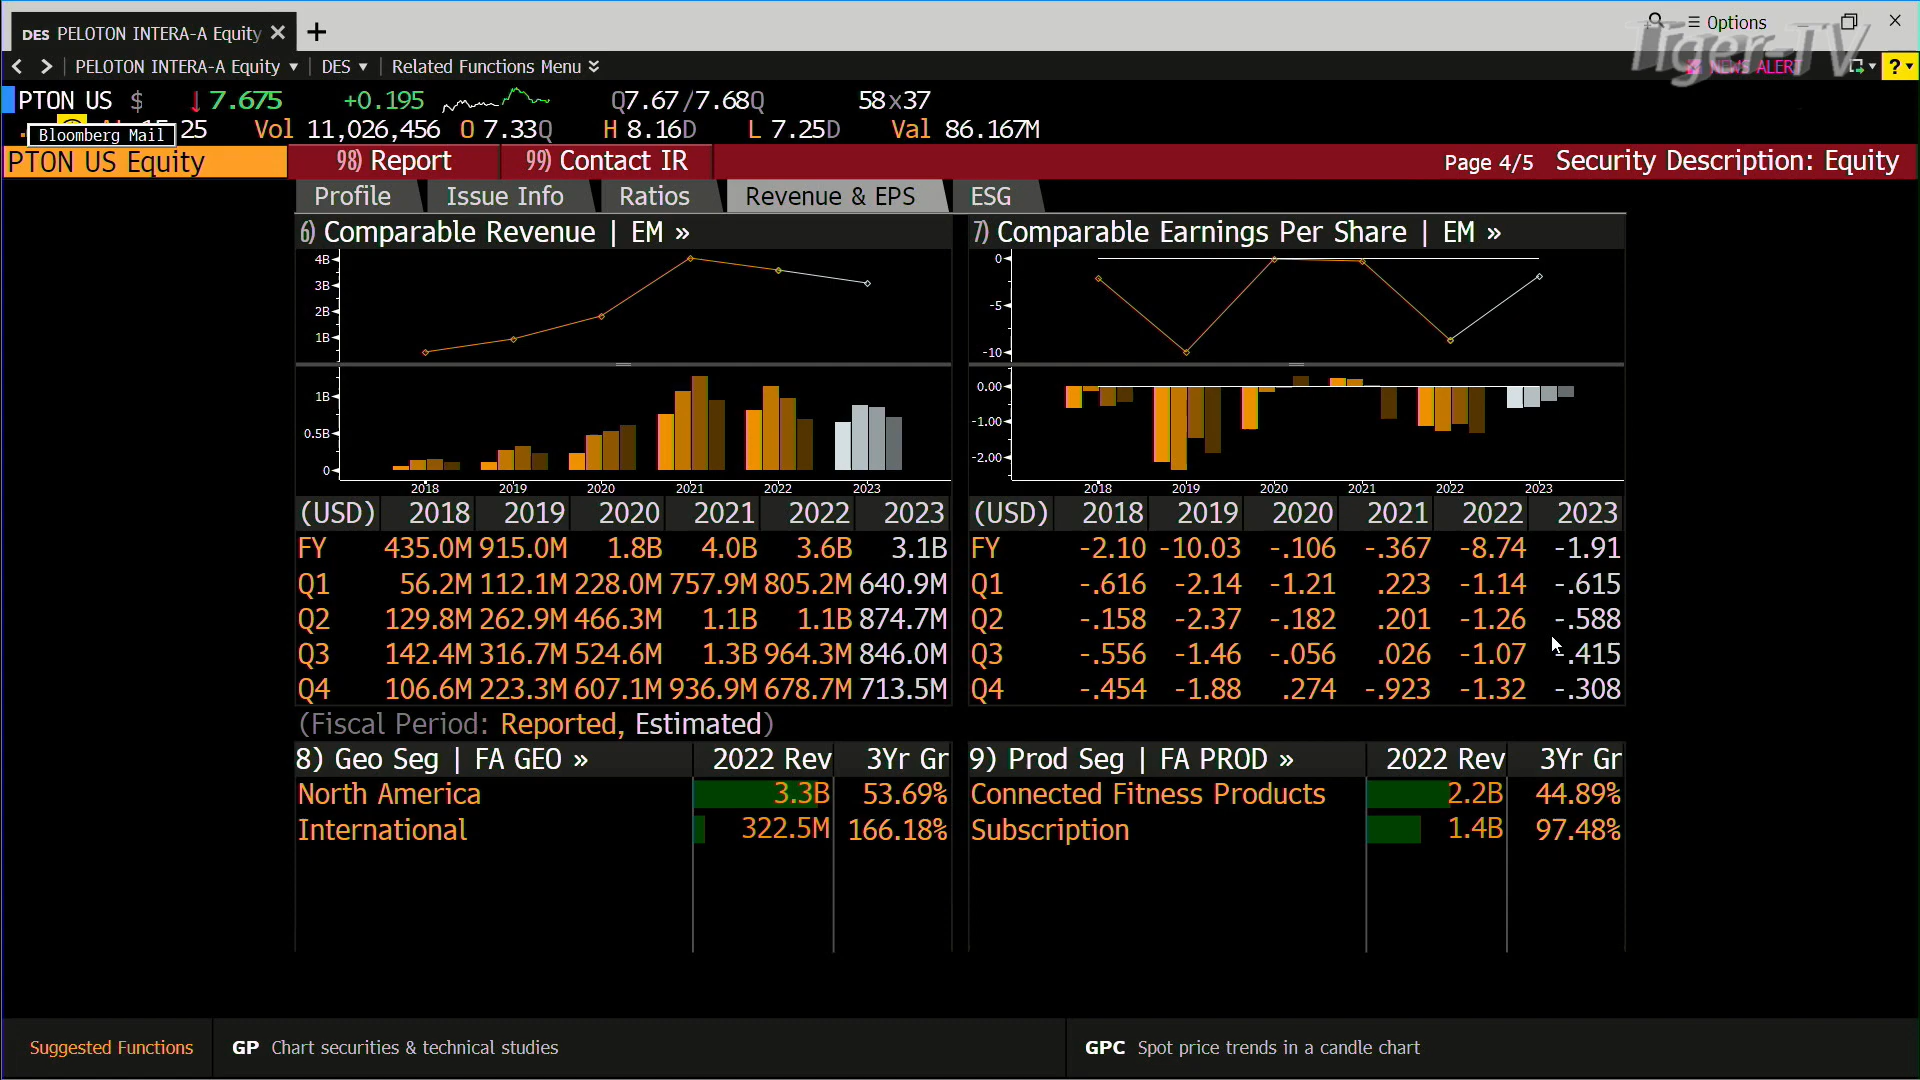 DES PELOTON INTERA-A Equity × +
Options
Tiger-TV
< > PELOTON INTERA-A Equity ▾ DES ▾ Related Functions Menu
NEWS ALERT
? ▾
PTON US $ ↓7.675 +0.195 Q7.67/7.68Q 58x37
Bloomberg Mail
25 Vol 11,026,456 O 7.33Q H 8.16D L 7.25D Val 86.167M
PTON US Equity 98) Report 99) Contact IR Page 4/5 Security Description: Equity
Profile Issue Info Ratios Revenue & EPS ESG
6) Comparable Revenue | EM »
4B
3B
2B
1B
1B
0.5B
0
2018 2019 2020 2021 2022 2023
(USD) 2018 2019 2020 2021 2022 2023
FY 435.0M 915.0M 1.8B 4.0B 3.6B 3.1B
Q1 56.2M 112.1M 228.0M 757.9M 805.2M 640.9M
Q2 129.8M 262.9M 466.3M 1.1B 1.1B 874.7M
Q3 142.4M 316.7M 524.6M 1.3B 964.3M 846.0M
Q4 106.6M 223.3M 607.1M 936.9M 678.7M 713.5M
(Fiscal Period: Reported, Estimated)
7) Comparable Earnings Per Share | EM »
0
-5
-10
0.00
-1.00
-2.00
2018 2019 2020 2021 2022 2023
(USD) 2018 2019 2020 2021 2022 2023
FY -2.10 -10.03 -.106 -.367 -8.74 -1.91
Q1 -.616 -2.14 -1.21 .223 -1.14 -.615
Q2 -.158 -2.37 -.182 .201 -1.26 -.588
Q3 -.556 -1.46 -.056 .026 -1.07 -.415
Q4 -.454 -1.88 .274 -.923 -1.32 -.308
8) Geo Seg | FA GEO » 2022 Rev 3Yr Gr
North America 3.3B 53.69%
International 322.5M 166.18%
9) Prod Seg | FA PROD » 2022 Rev 3Yr Gr
Connected Fitness Products 2.2B 44.89%
Subscription 1.4B 97.48%
Suggested Functions GP Chart securities & technical studies GPC Spot price trends in a candle chart